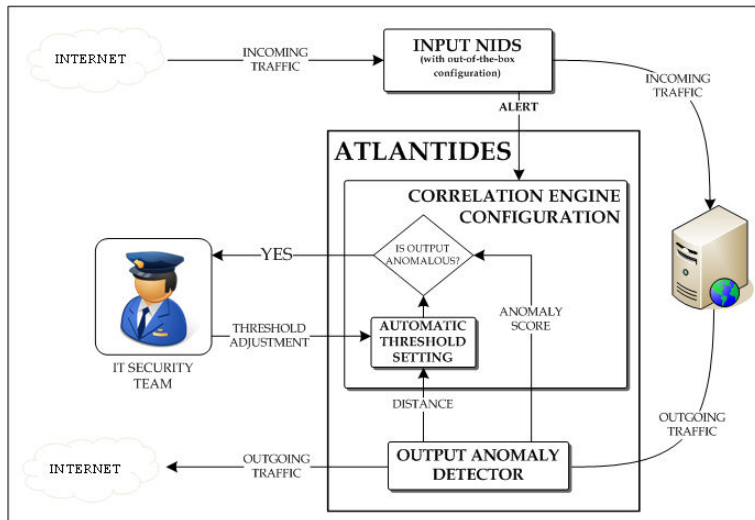 INTERNET
INCOMING
TRAFFIC
INPUT NIDS
(with out-of-the-box
configuration)
INCOMING
TRAFFIC
ALERT
ATLANTIDES
CORRELATION ENGINE
CONFIGURATION
IS OUTPUT
ANOMALOUS?
YES
ANOMALY
SCORE
THRESHOLD
ADJUSTMENT
AUTOMATIC
THRESHOLD
SETTING
IT SECURITY
TEAM
DISTANCE
OUTGOING
TRAFFIC
INTERNET
OUTGOING
TRAFFIC
OUTPUT ANOMALY
DETECTOR